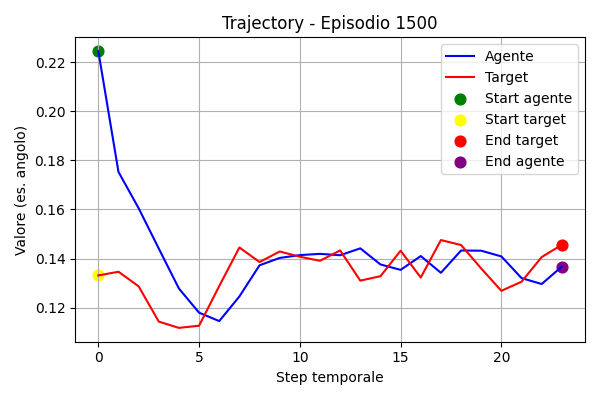 Trajectory - Episodio 1500
Valore (es. angolo)
0.22
0.20
0.18
0.16
0.14
0.12
Agente
Target
Start agente
Start target
End target
End agente
0 5 10 15 20
Step temporale